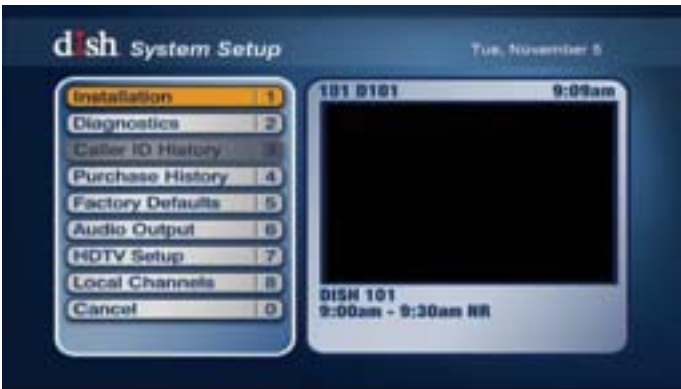 dish System Setup
Tue, November 5
Installation 1
Diagnostics 2
Caller ID History 3
Purchase History 4
Factory Defaults 5
Audio Output 6
HDTV Setup 7
Local Channels 8
Cancel 0
101 D101 9:09am
DISH 101
9:00am - 9:30am NR